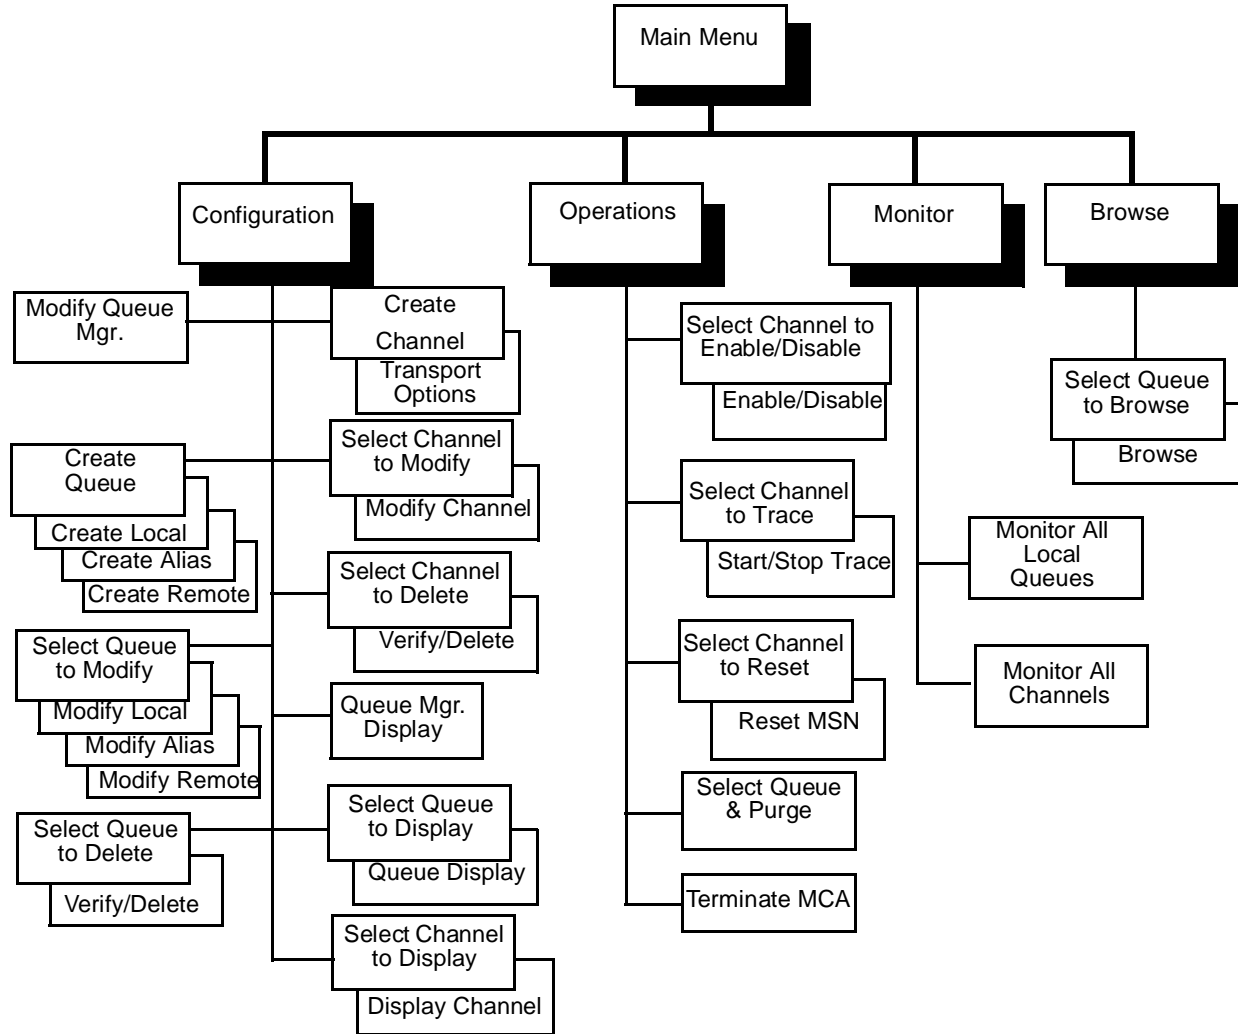 Main Menu
Configuration
Operations
Monitor
Browse
Modify Queue
Mgr.
Create
Channel
Transport
Options
Create
Queue
Create Local
Create Alias
Create Remote
Select Channel
to Modify
Modify Channel
Select Channel
to Delete
Verify/Delete
Select Queue
to Modify
Modify Local
Modify Alias
Modify Remote
Queue Mgr.
Display
Select Queue
to Delete
Verify/Delete
Select Queue
to Display
Queue Display
Select Channel
to Display
Display Channel
Select Channel to
Enable/Disable
Enable/Disable
Select Channel
to Trace
Start/Stop Trace
Select Channel
to Reset
Reset MSN
Select Queue
& Purge
Terminate MCA
Monitor All
Local
Queues
Monitor All
Channels
Select Queue
to Browse
Browse